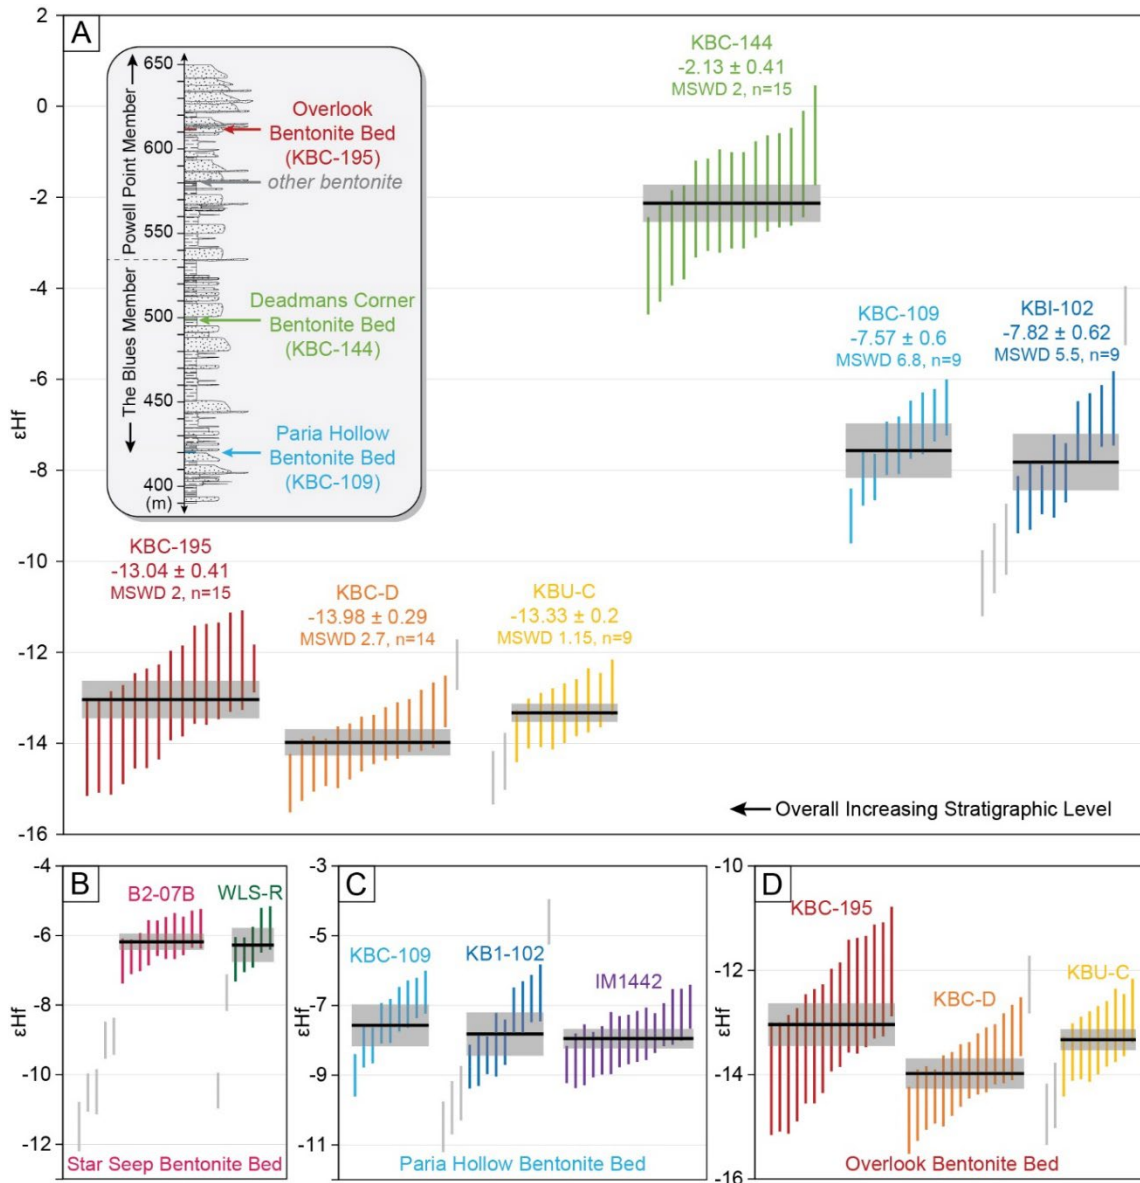 A
2
0
-2
-4
-6
-8
-10
-12
-14
-16
εHf
650
600
550
500
450
400
(m)
Powell Point Member
The Blues Member
Overlook
Bentonite Bed
(KBC-195)
other bentonite
Deadmans Corner
Bentonite Bed
(KBC-144)
Paria Hollow
Bentonite Bed
(KBC-109)
KBC-144
-2.13 ± 0.41
MSWD 2, n=15
KBC-109
-7.57 ± 0.6
MSWD 6.8, n=9
KBI-102
-7.82 ± 0.62
MSWD 5.5, n=9
KBC-195
-13.04 ± 0.41
MSWD 2, n=15
KBC-D
-13.98 ± 0.29
MSWD 2.7, n=14
KBU-C
-13.33 ± 0.2
MSWD 1.15, n=9
Overall Increasing Stratigraphic Level
B
-4
-6
-8
-10
-12
εHf
B2-07B
WLS-R
Star Seep Bentonite Bed
C
-3
-5
-7
-9
-11
εHf
KBC-109
KB1-102
IM1442
Paria Hollow Bentonite Bed
D
-10
-12
-14
-16
εHf
KBC-195
KBC-D
KBU-C
Overlook Bentonite Bed